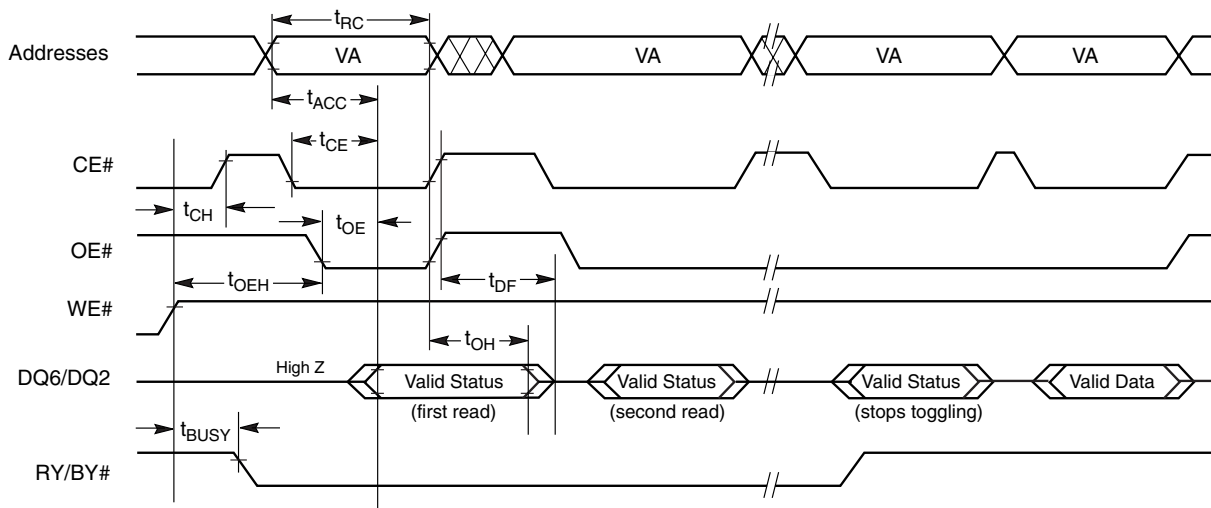 tRC
Addresses VA VA VA VA
tACC
tCE
CE#
tCH tOE
OE#
tOEH tDF
WE#
tOH
High Z
DQ6/DQ2 Valid Status Valid Status Valid Status Valid Data
(first read) (second read) (stops toggling)
tBUSY
RY/BY#